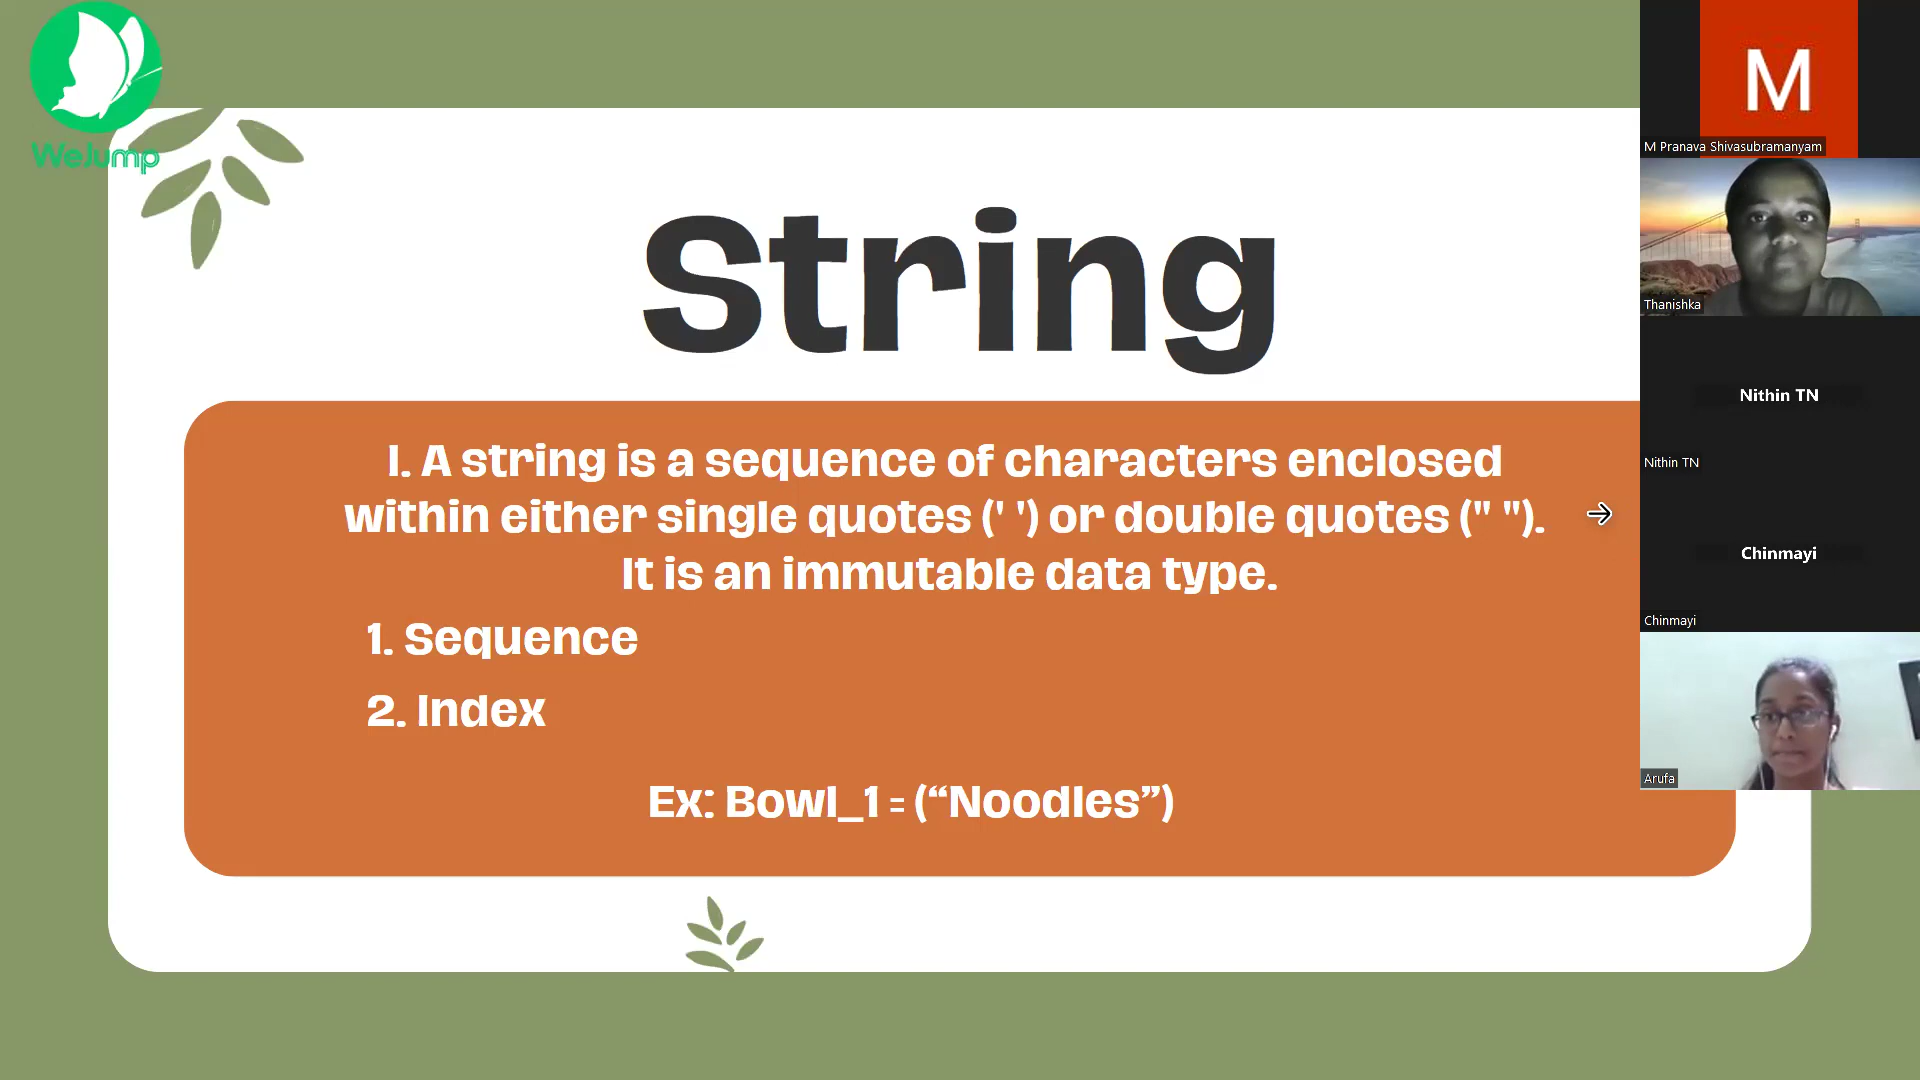 WeJump
String
I. A string is a sequence of characters enclosed
within either single quotes (' ') or double quotes (" ").
It is an immutable data type.
1. Sequence
2. Index
Ex: Bowl_1 = (“Noodles”)
M
M Pranava Shivasubramanyam
Thanishka
Nithin TN
Nithin TN
Chinmayi
Chinmayi
Arufa